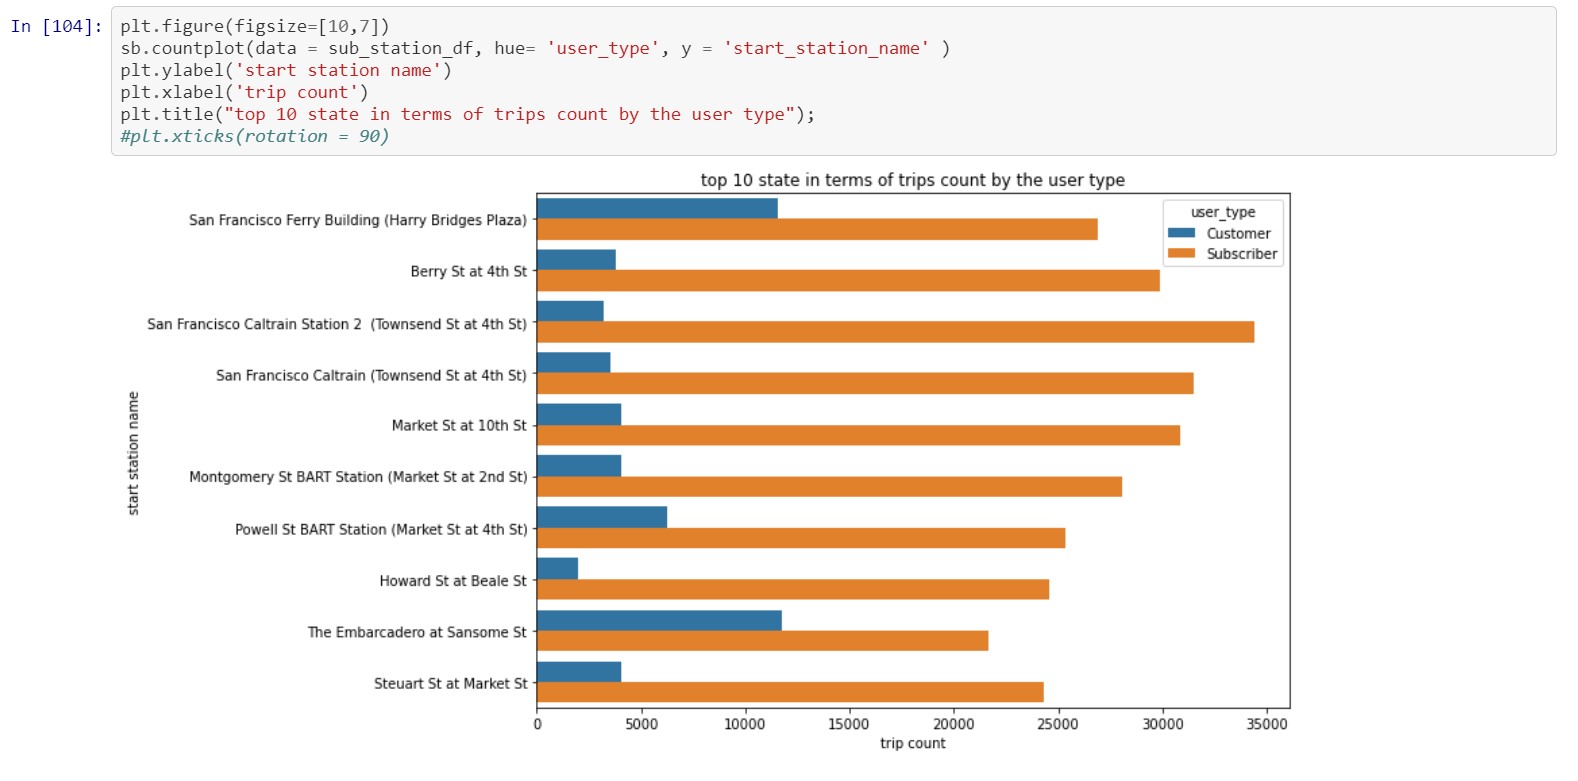 In [104]:
plt.figure(figsize=[10,7])
sb.countplot(data = sub_station_df, hue= 'user_type', y = 'start_station_name' )
plt.ylabel('start station name')
plt.xlabel('trip count')
plt.title("top 10 state in terms of trips count by the user type");
#plt.xticks(rotation = 90)
top 10 state in terms of trips count by the user type
user_type
Customer
Subscriber
start station name
San Francisco Ferry Building (Harry Bridges Plaza)
Berry St at 4th St
San Francisco Caltrain Station 2  (Townsend St at 4th St)
San Francisco Caltrain (Townsend St at 4th St)
Market St at 10th St
Montgomery St BART Station (Market St at 2nd St)
Powell St BART Station (Market St at 4th St)
Howard St at Beale St
The Embarcadero at Sansome St
Steuart St at Market St
0 5000 10000 15000 20000 25000 30000 35000
trip count